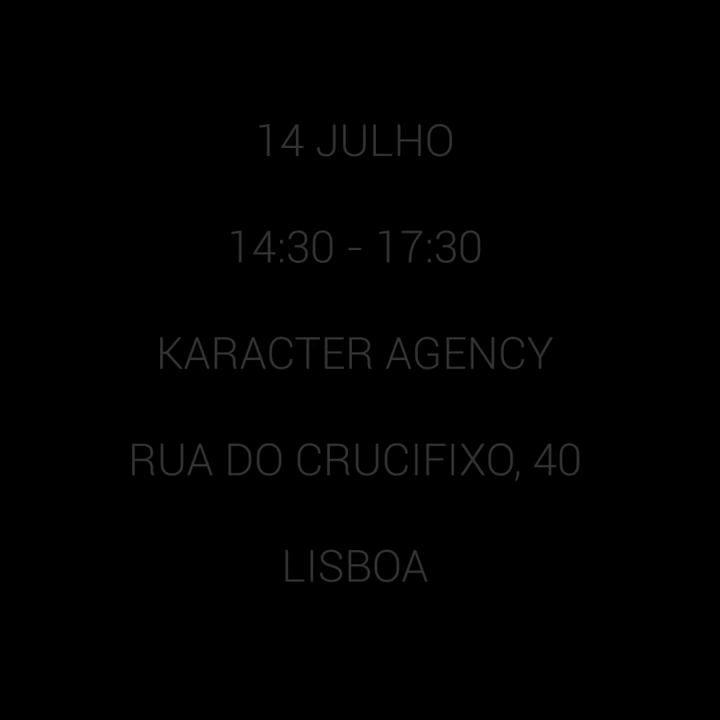 14 JULHO
14:30 - 17:30
KARACTER AGENCY
RUA DO CRUCIFIXO, 40
LISBOA